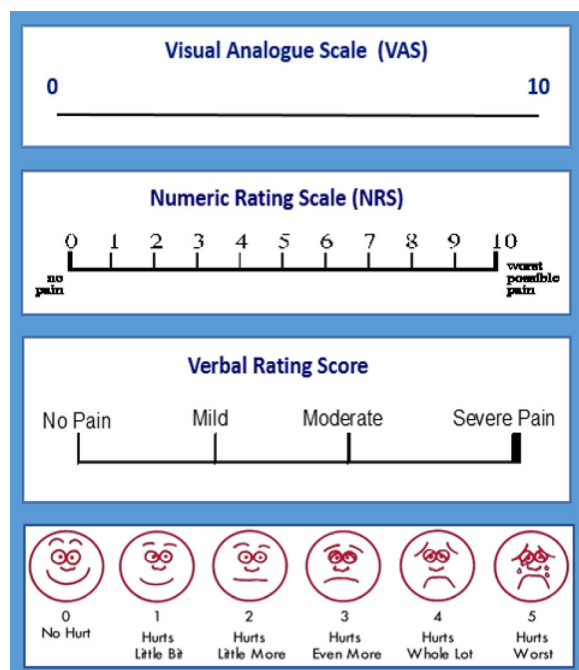 Visual Analogue Scale (VAS)
0 10
Numeric Rating Scale (NRS)
0 1 2 3 4 5 6 7 8 9 10
no worst
pain possible
pain
Verbal Rating Score
No Pain Mild Moderate Severe Pain
0 1 2 3 4 5
No Hurt Hurts Hurts Hurts Hurts Hurts
Little Bit Little More Even More Whole Lot Worst